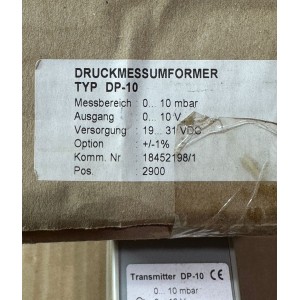 DRUCKMESSUMFORMER
TYP DP-10
Messbereich : 0... 10 mbar
Ausgang : 0... 10 V
Versorgung : 19... 31 VDC
Option : +/-1%
Komm. Nr : 18452198/1
Pos. 2900
Transmitter DP-10 CE
0... 10 mbar